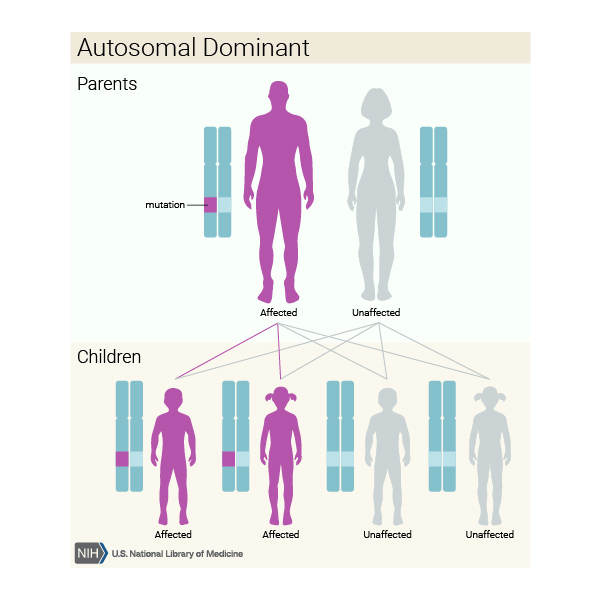 Autosomal Dominant
Parents
mutation
Affected Unaffected
Children
Affected Affected Unaffected Unaffected
NIH U.S. National Library of Medicine